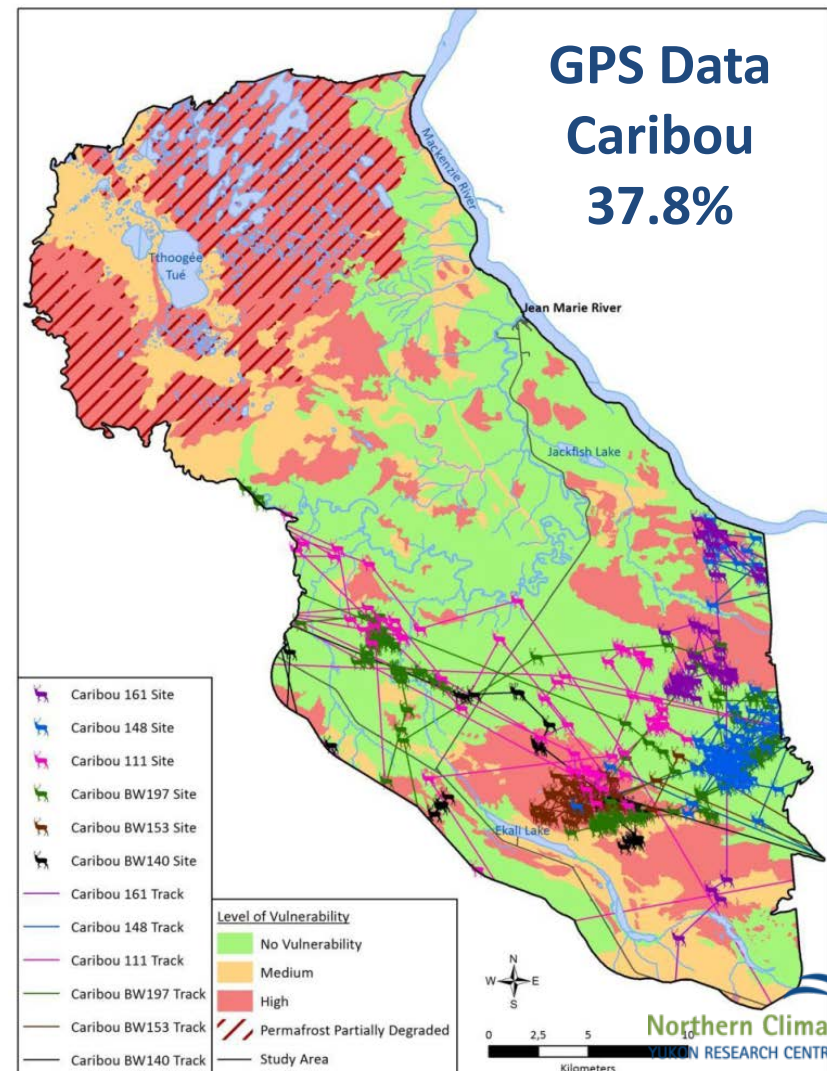 GPS Data
Caribou
37.8%
Mackenzie River
Tthoogée
Tué
Jean Marie River
Jackfish Lake
Ekali Lake
Caribou 161 Site
Caribou 148 Site
Caribou 111 Site
Caribou BW197 Site
Caribou BW153 Site
Caribou BW140 Site
Caribou 161 Track
Caribou 148 Track
Caribou 111 Track
Caribou BW197 Track
Caribou BW153 Track
Caribou BW140 Track
Level of Vulnerability
No Vulnerability
Medium
High
Permafrost Partially Degraded
Study Area
N
W E
S
0 2,5 5 10
Kilometers
Northern Clima
YUKON RESEARCH CENTR